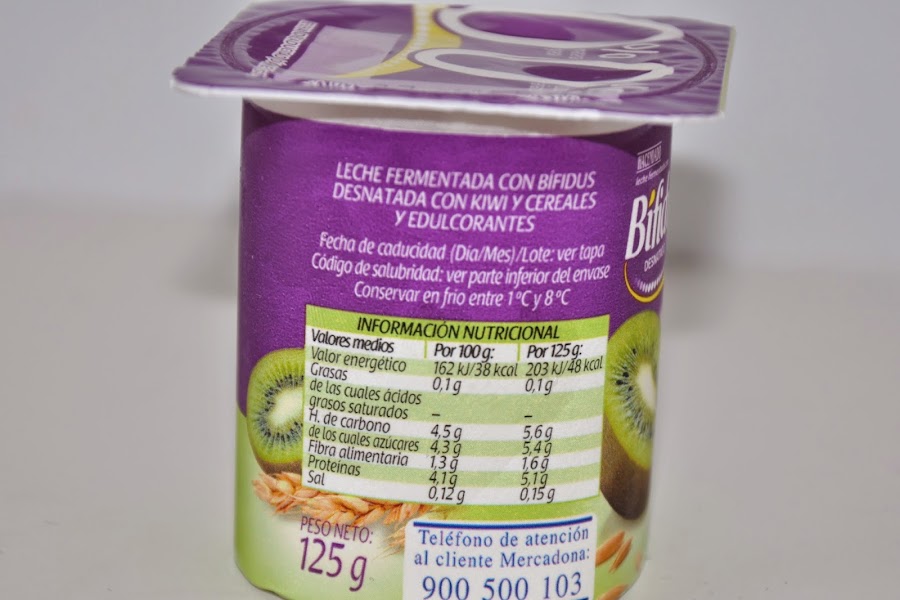 HACENDADO
Bífid
LECHE FERMENTADA CON BÍFIDUS
DESNATADA CON KIWI Y CEREALES
Y EDULCORANTES
Fecha de caducidad (Día/Mes)/Lote: ver tapa
Código de salubridad: ver parte inferior del envase
Conservar en frío entre 1ºC y 8ºC
INFORMACIÓN NUTRICIONAL
Valores medios Por 100 g: Por 125 g:
Valor energético 162 kJ/38 kcal 203 kJ/48 kcal
Grasas 0,1 g 0,1 g
de las cuales ácidos
grasos saturados – –
H. de carbono 4,5 g 5,6 g
de los cuales azúcares 4,3 g 5,4 g
Fibra alimentaria 1,3 g 1,6 g
Proteínas 4,1 g 5,1 g
Sal 0,12 g 0,15 g
PESO NETO:
125 g
Teléfono de atención
al cliente Mercadona:
900 500 103